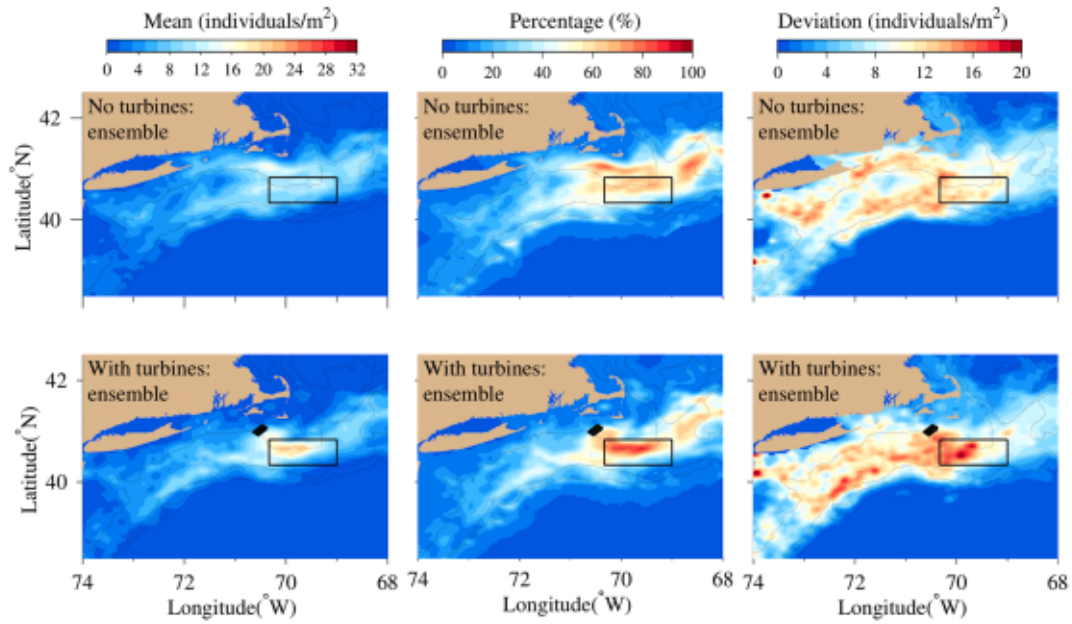 Mean (individuals/m²) Percentage (%) Deviation (individuals/m²)
0 4 8 12 16 20 24 28 32 0 20 40 60 80 100 0 4 8 12 16 20
No turbines: No turbines: No turbines:
ensemble ensemble ensemble
42
40
Latitude(°N)
With turbines: With turbines: With turbines:
ensemble ensemble ensemble
42
40
Latitude(°N)
74 72 70 68 74 72 70 68 74 72 70 68
Longitude(°W) Longitude(°W) Longitude(°W)